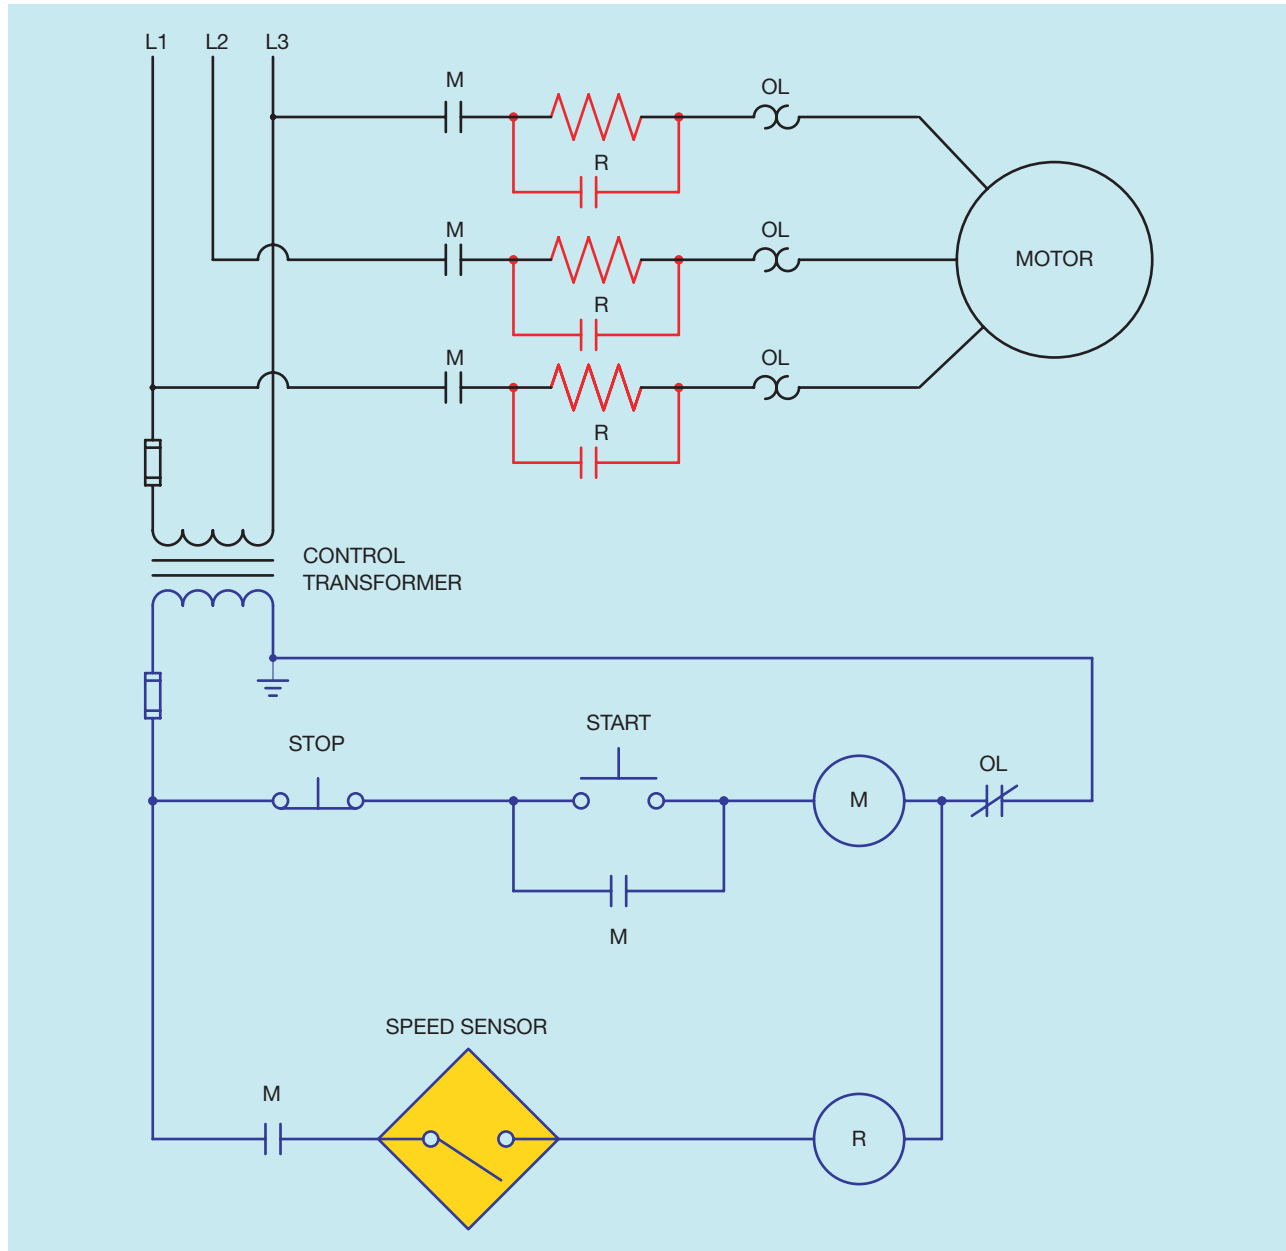 L1 L2 L3
M
OL
R
M
OL
R
MOTOR
M
OL
R
CONTROL
TRANSFORMER
STOP
START
M
OL
M
SPEED SENSOR
M
R